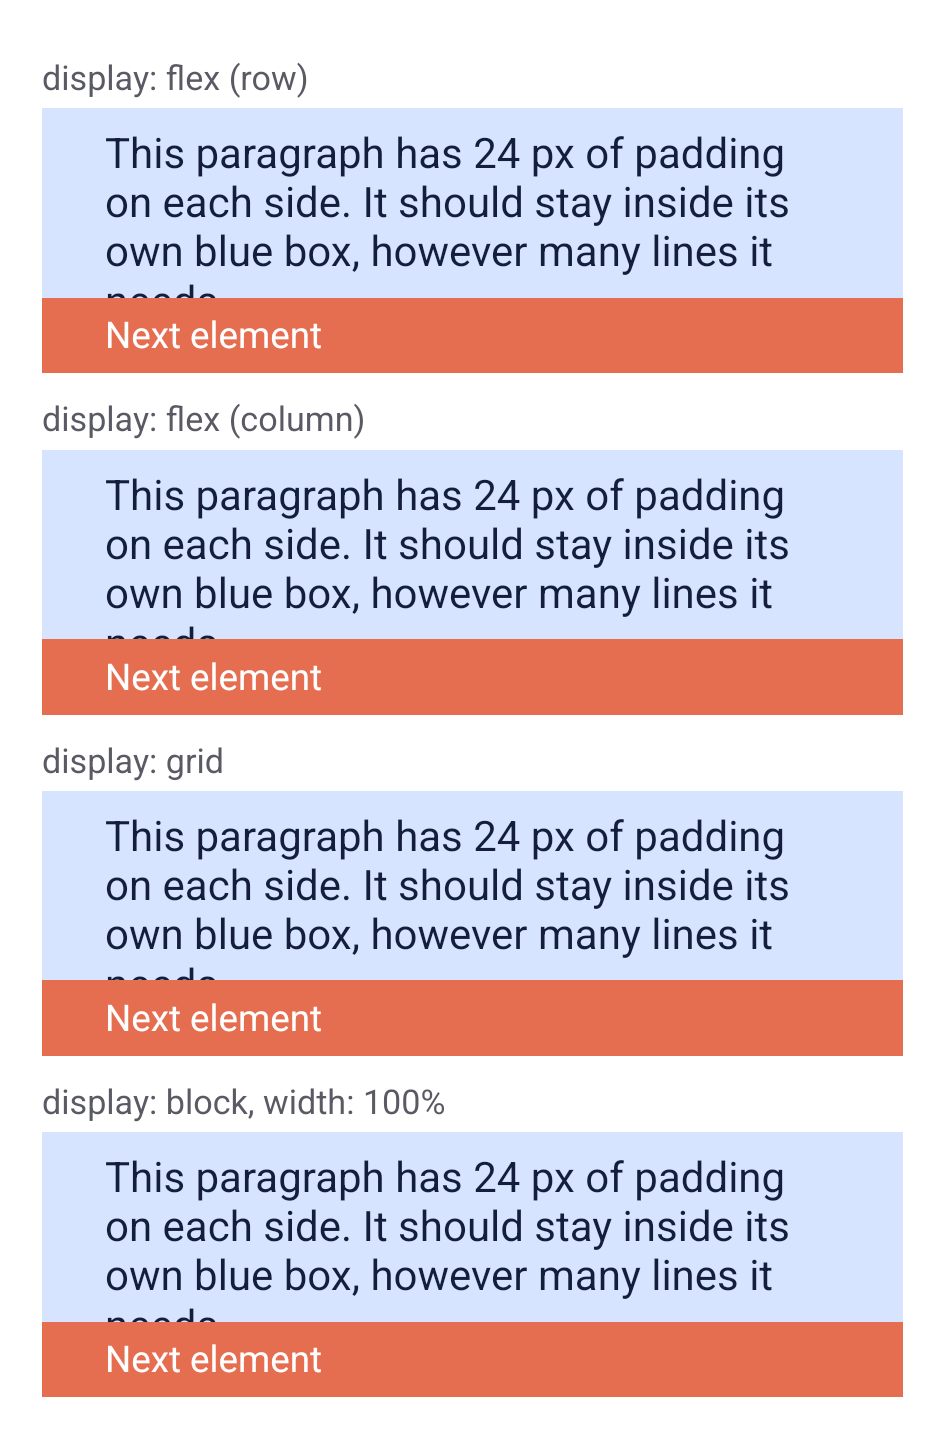 display: flex (row)
This paragraph has 24 px of padding
on each side. It should stay inside its
own blue box, however many lines it
Next element
display: flex (column)
This paragraph has 24 px of padding
on each side. It should stay inside its
own blue box, however many lines it
Next element
display: grid
This paragraph has 24 px of padding
on each side. It should stay inside its
own blue box, however many lines it
Next element
display: block, width: 100%
This paragraph has 24 px of padding
on each side. It should stay inside its
own blue box, however many lines it
Next element